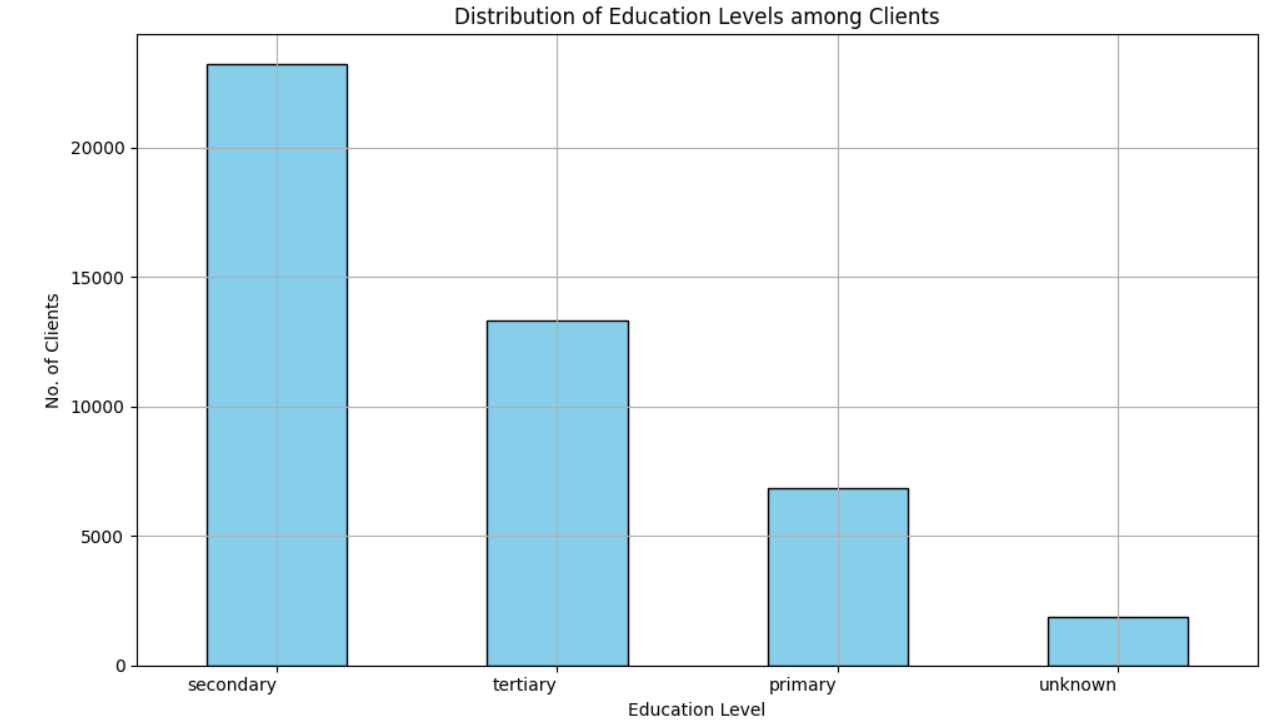 Distribution of Education Levels among Clients
No. of Clients
20000
15000
10000
5000
0
secondary
tertiary
primary
unknown
Education Level